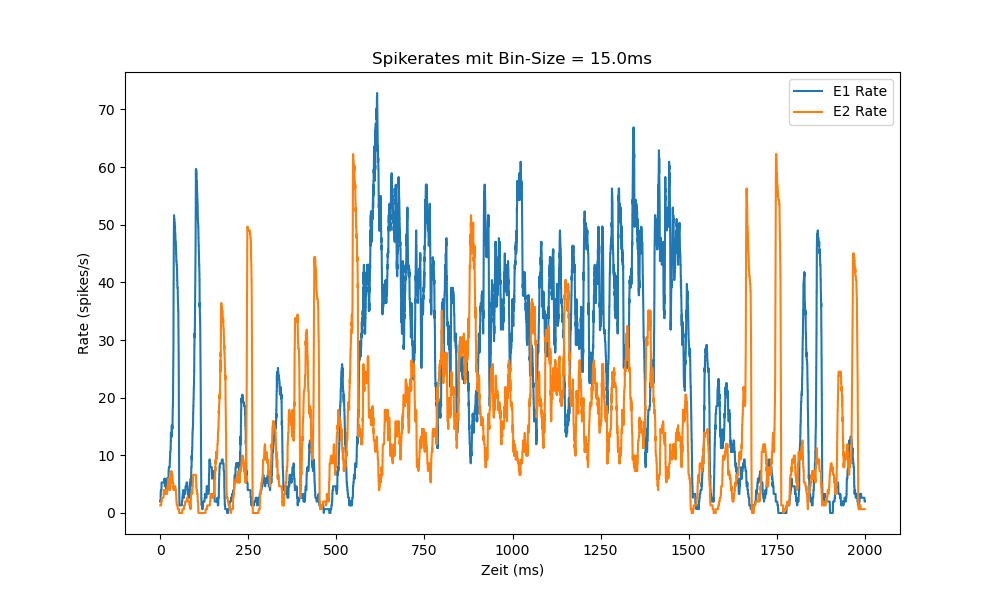 Spikerates mit Bin-Size = 15.0ms
E1 Rate
E2 Rate
Rate (spikes/s)
70
60
50
40
30
20
10
0
0 250 500 750 1000 1250 1500 1750 2000
Zeit (ms)